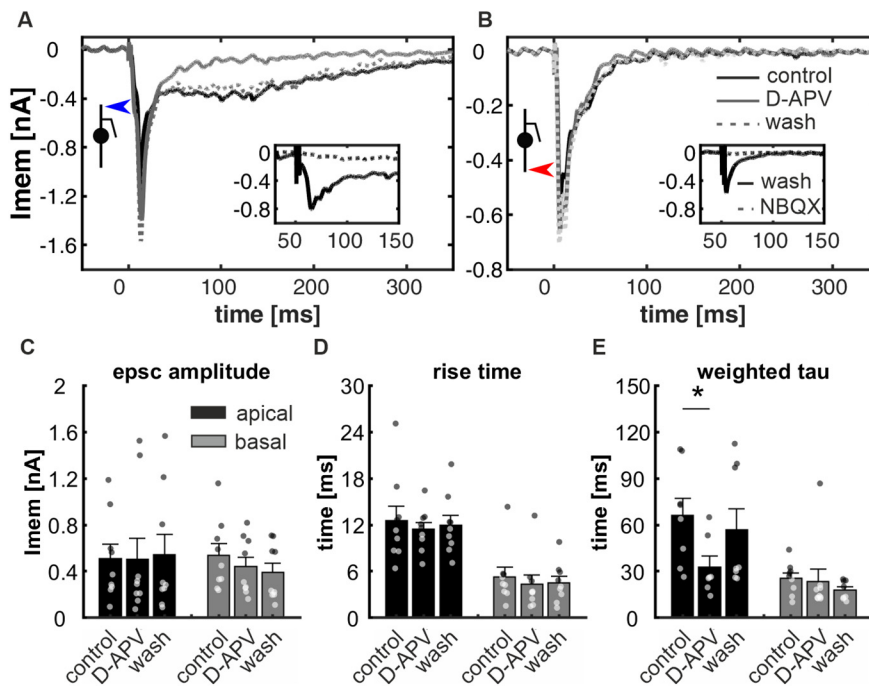 A
0
-0.4
-0.8
-1.2
-1.6
Imem [nA]
0
-0.4
-0.8
50
100
150
0
100
200
300
time [ms]
B
0
-0.2
-0.4
-0.6
-0.8
control
D-APV
wash
0
-0.4
-0.8
wash
NBQX
50
100
150
0
100
200
300
time [ms]
C
epsc amplitude
2
1.6
1.2
0.8
0.4
0
Imem [nA]
apical
basal
control
D-APV
wash
control
D-APV
wash
D
rise time
30
24
18
12
6
0
time [ms]
control
D-APV
wash
control
D-APV
wash
E
weighted tau
150
120
90
60
30
0
time [ms]
*
control
D-APV
wash
control
D-APV
wash